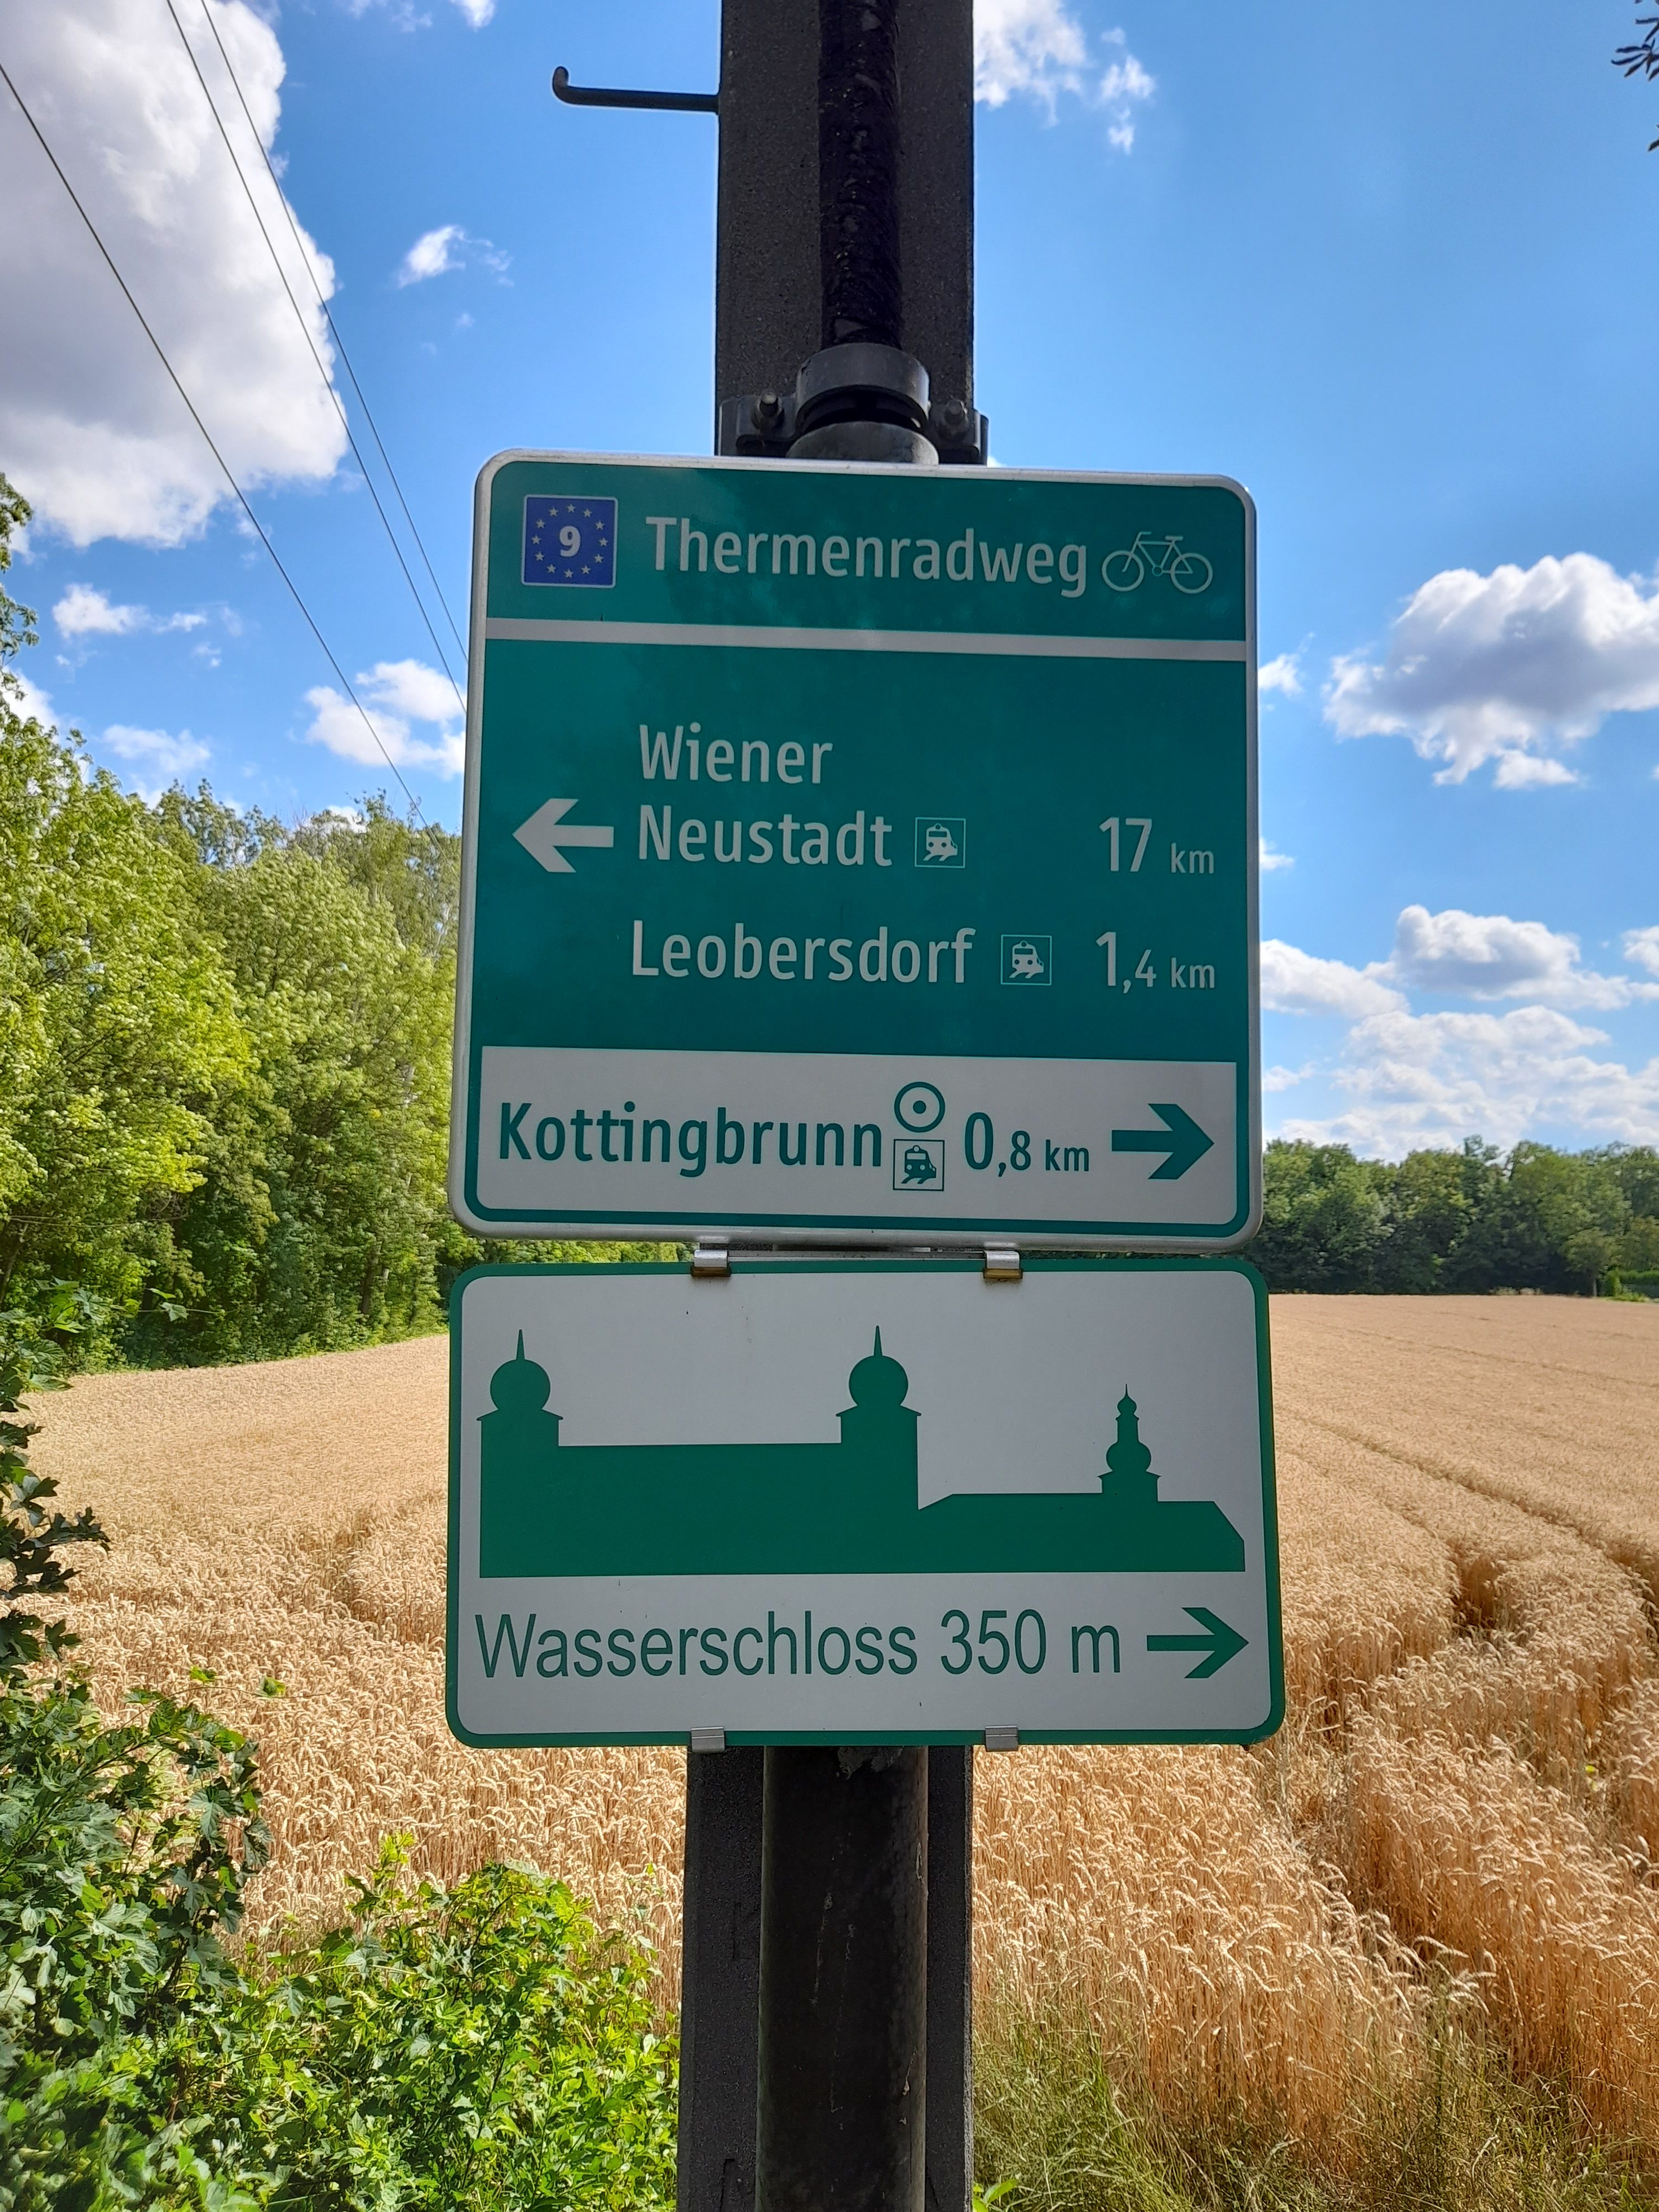 9 Thermenradweg
Wiener
Neustadt 17 km
Leobersdorf 1,4 km
Kottingbrunn 0,8 km
Wasserschloss 350 m